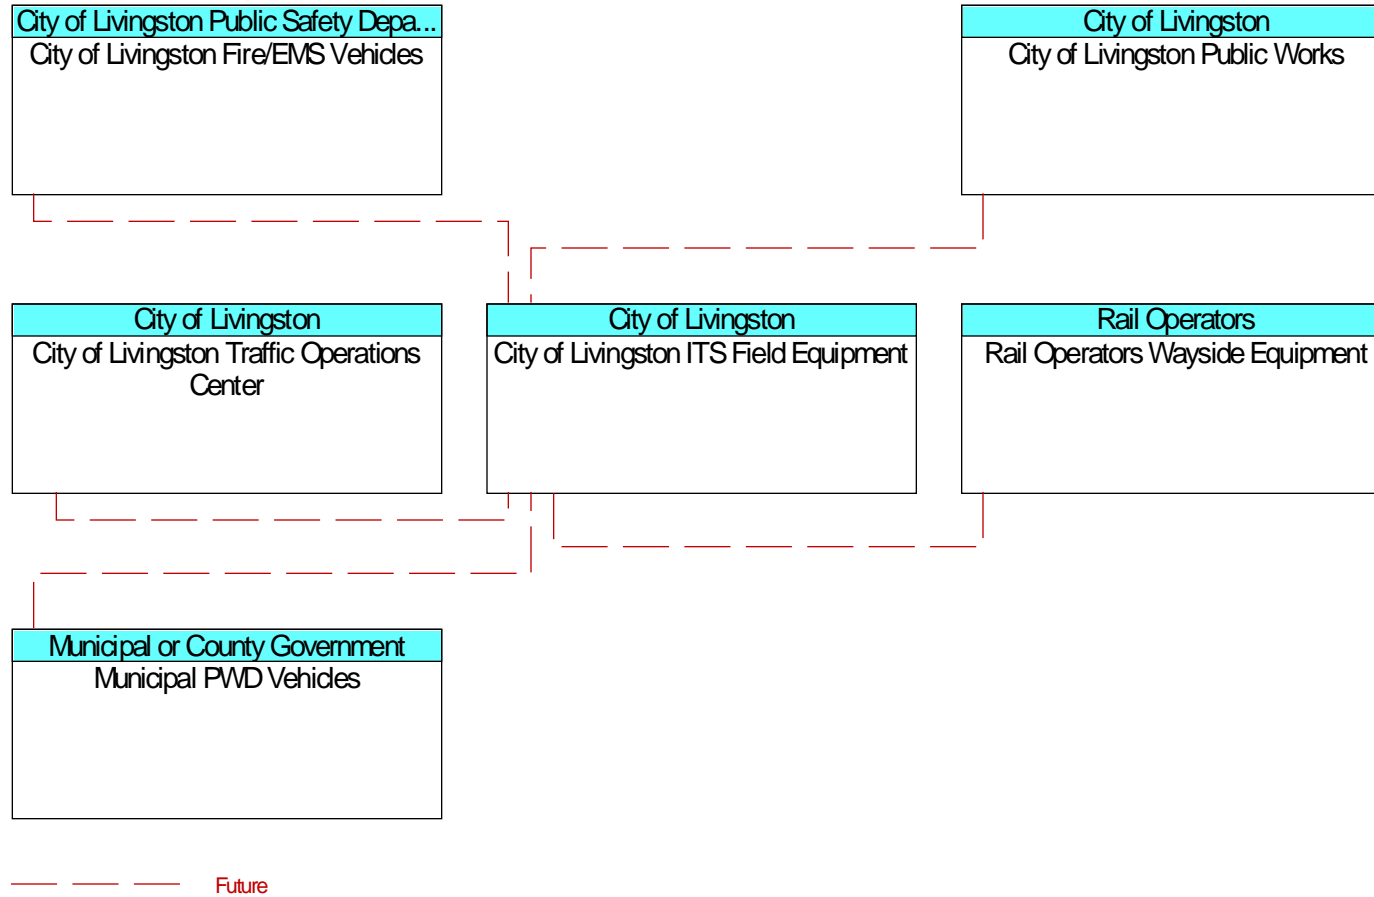 City of Livingston Public Safety Depa...
City of Livingston Fire/EMS Vehicles
City of Livingston
City of Livingston Public Works
City of Livingston
City of Livingston Traffic Operations
Center
City of Livingston
City of Livingston ITS Field Equipment
Rail Operators
Rail Operators Wayside Equipment
Municipal or County Government
Municipal PWD Vehicles
Future